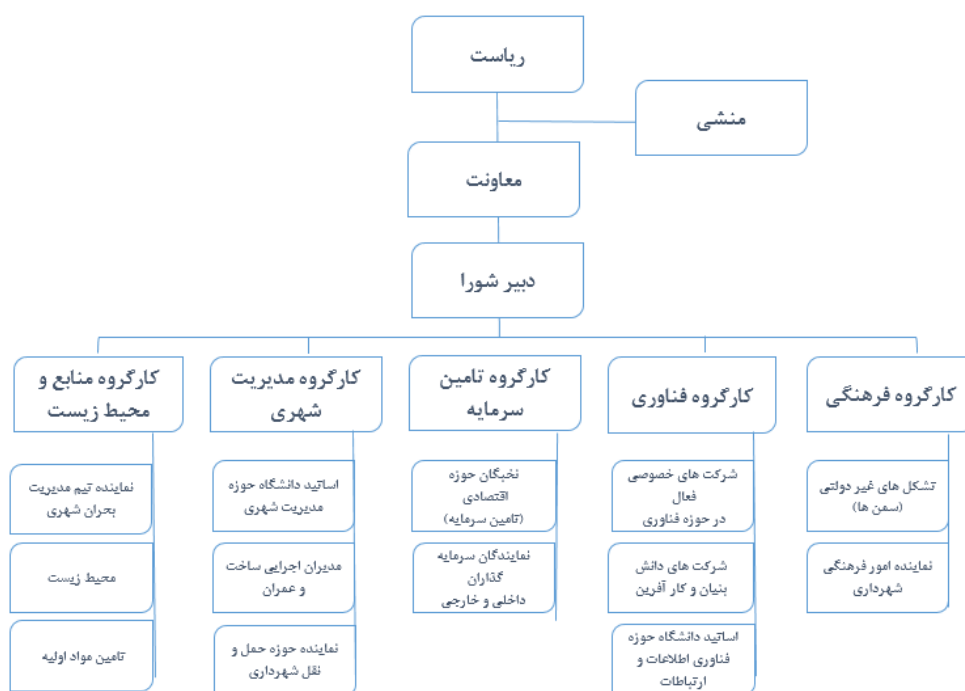 ریاست
منشی
معاونت
دبیر شورا
کارگروه فرهنگی
کارگروه فناوری
کارگروه تامین
سرمایه
کارگروه مدیریت
شهری
کارگروه منابع و
محیط زیست
تشکل های غیر دولتی
(سمن ها)
نماینده امور فرهنگی
شهرداری
شرکت های خصوصی
فعال
در حوزه فناوری
شرکت های دانش
بنیان و کار آفرین
اساتید دانشگاه حوزه
فناوری اطلاعات و
ارتباطات
نخبگان حوزه
اقتصادی
(تامین سرمایه)
نمایندگان سرمایه
گذاران
داخلی و خارجی
اساتید دانشگاه حوزه
مدیریت شهری
مدیران اجرایی ساخت
و عمران
نماینده حوزه حمل و
نقل شهرداری
نماینده تیم مدیریت
بحران شهری
محیط زیست
تامین مواد اولیه